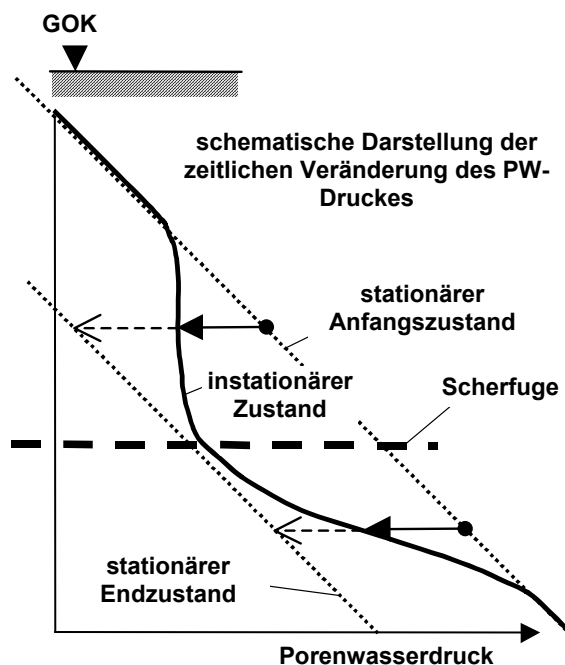 GOK
schematische Darstellung der
zeitlichen Veränderung des PW-
Druckes
stationärer
Anfangszustand
instationärer
Zustand
Scherfuge
stationärer
Endzustand
Porenwasserdruck